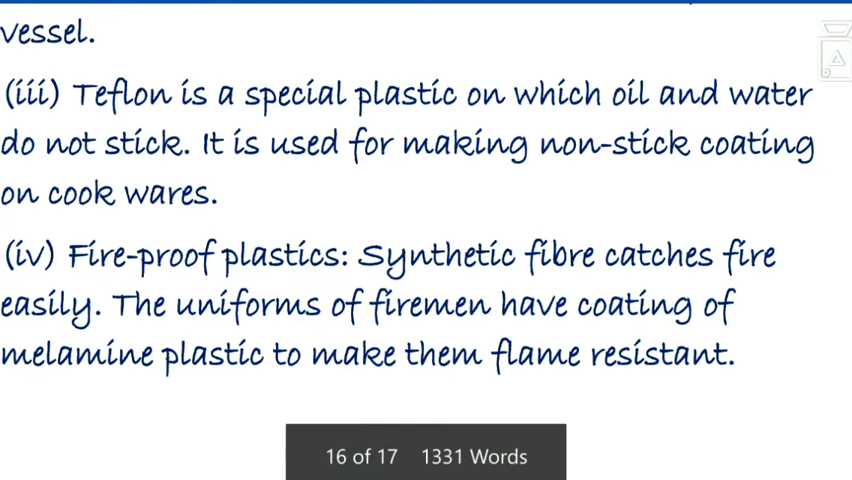 vessel.
(iii) Teflon is a special plastic on which oil and water
do not stick. It is used for making non-stick coating
on cook wares.
(iv) Fire-proof plastics: Synthetic fibre catches fire
easily. The uniforms of firemen have coating of
melamine plastic to make them flame resistant.
16 of 17 1331 Words